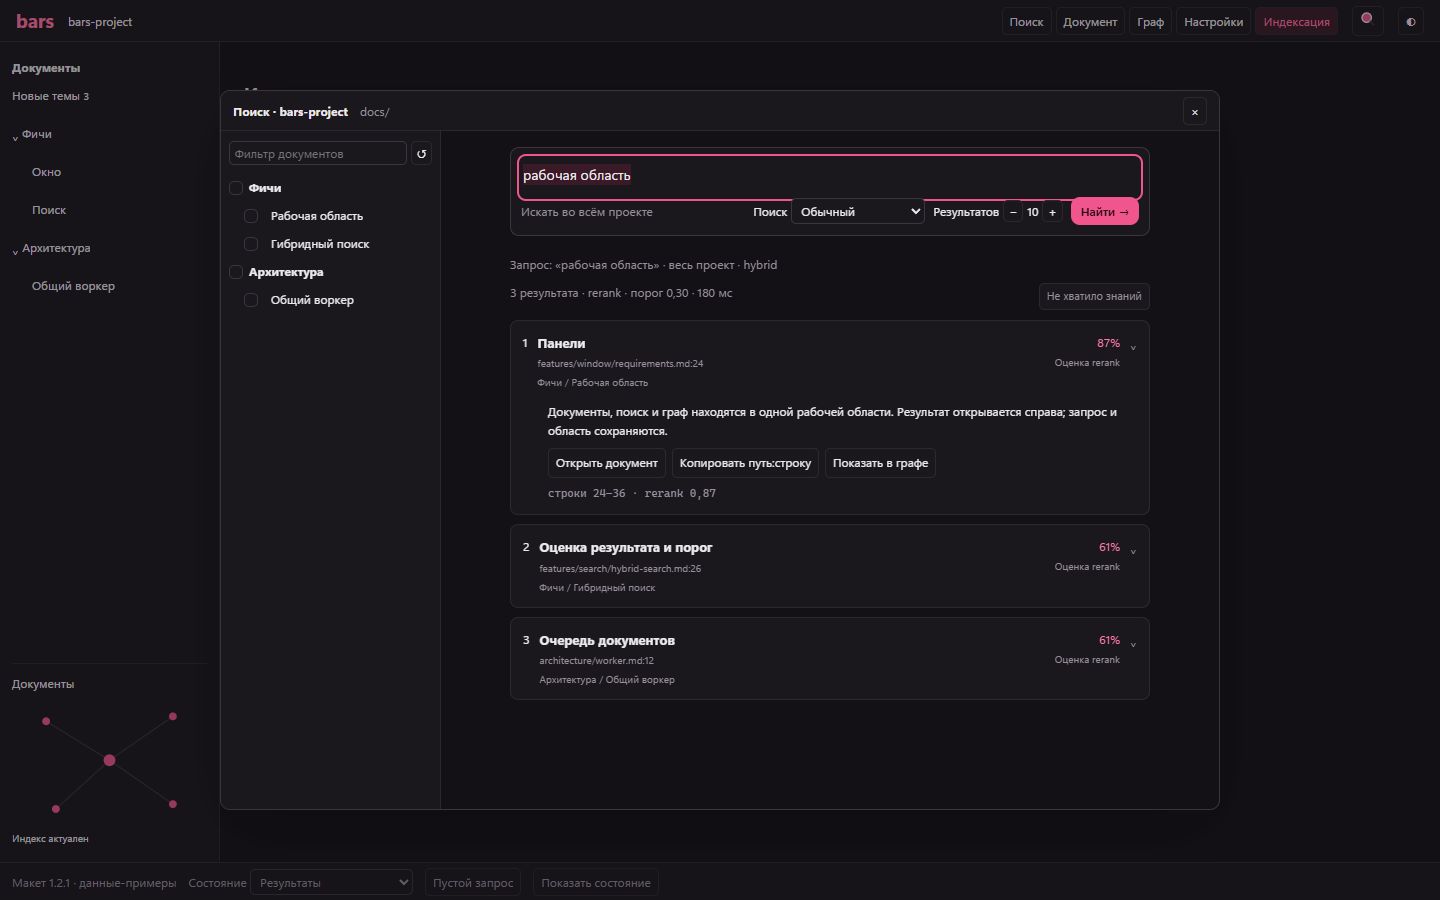 bars bars-project Поиск Документ Граф Настройки Индексация
Документы
Новые темы 3
Фичи
Окно
Поиск
Архитектура
Общий воркер
Документы
Индекс актуален
Поиск · bars-project docs/ ×
Фильтр документов ↺
Фичи
Рабочая область
Гибридный поиск
Архитектура
Общий воркер
рабочая область
Искать во всём проекте Поиск Обычный Результатов − 10 + Найти →
Запрос: «рабочая область» · весь проект · hybrid
3 результата · rerank · порог 0,30 · 180 мс Не хватило знаний
1 Панели 87%
features/window/requirements.md:24 Оценка rerank
Фичи / Рабочая область
Документы, поиск и граф находятся в одной рабочей области. Результат открывается справа; запрос и
область сохраняются.
Открыть документ Копировать путь:строку Показать в графе
строки 24–36 · rerank 0,87
2 Оценка результата и порог 61%
features/search/hybrid-search.md:26 Оценка rerank
Фичи / Гибридный поиск
3 Очередь документов 61%
architecture/worker.md:12 Оценка rerank
Архитектура / Общий воркер
Макет 1.2.1 · данные-примеры Состояние Результаты Пустой запрос Показать состояние